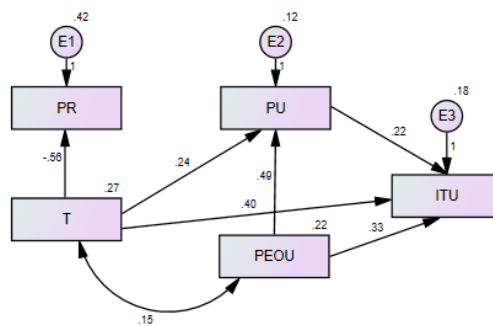 .42
E1
1
PR
.12
E2
1
PU
.18
E3
1
ITU
.22
-.56
.24
.49
.27
T
.40
.22
PEOU
.33
.15